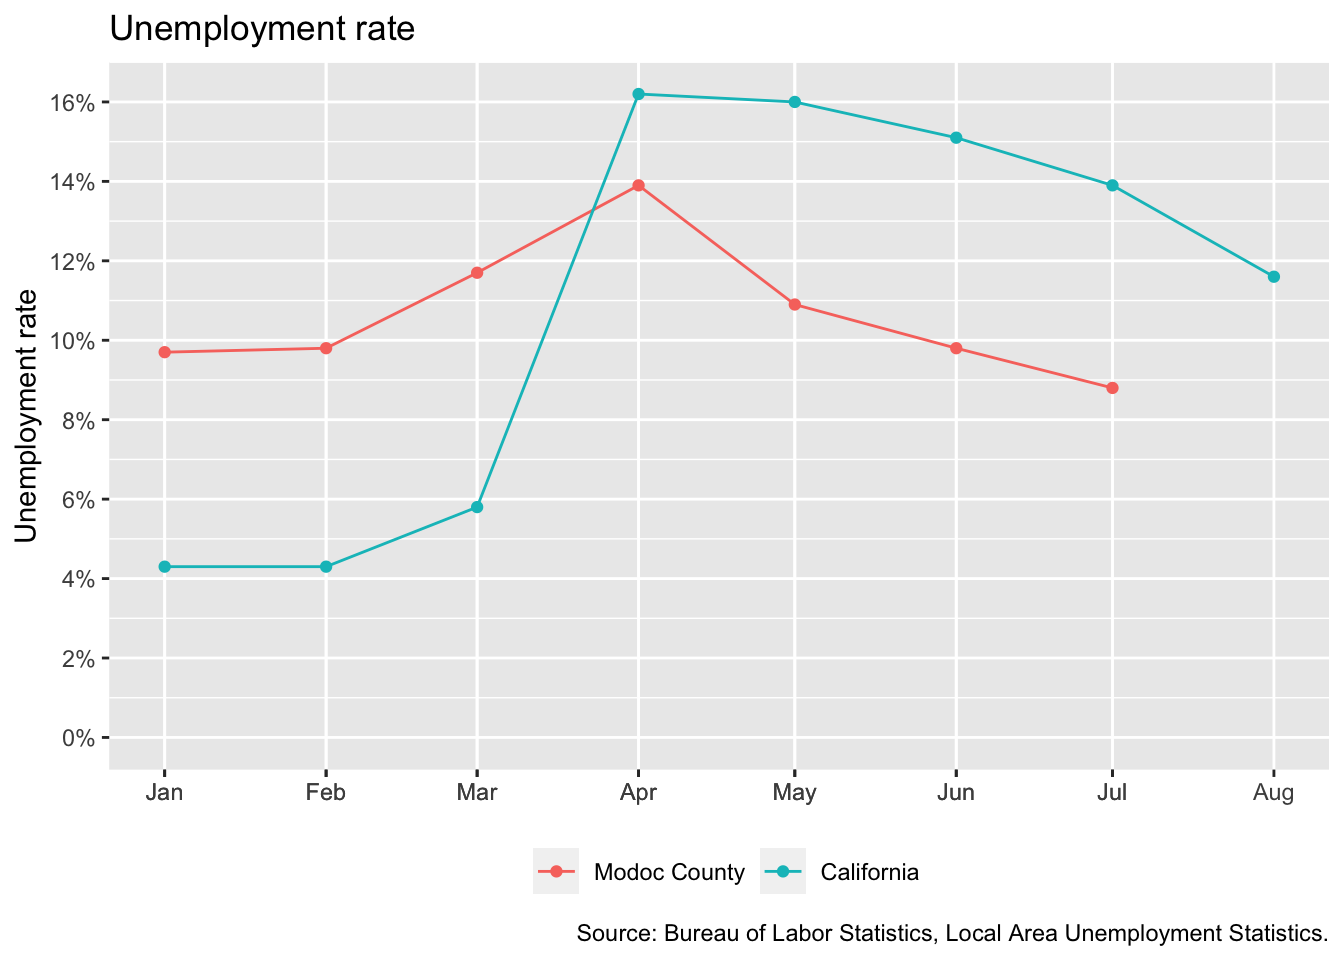 Unemployment rate
Unemployment rate
16%
14%
12%
10%
8%
6%
4%
2%
0%
Jan Feb Mar Apr May Jun Jul Aug
Modoc County California
Source: Bureau of Labor Statistics, Local Area Unemployment Statistics.